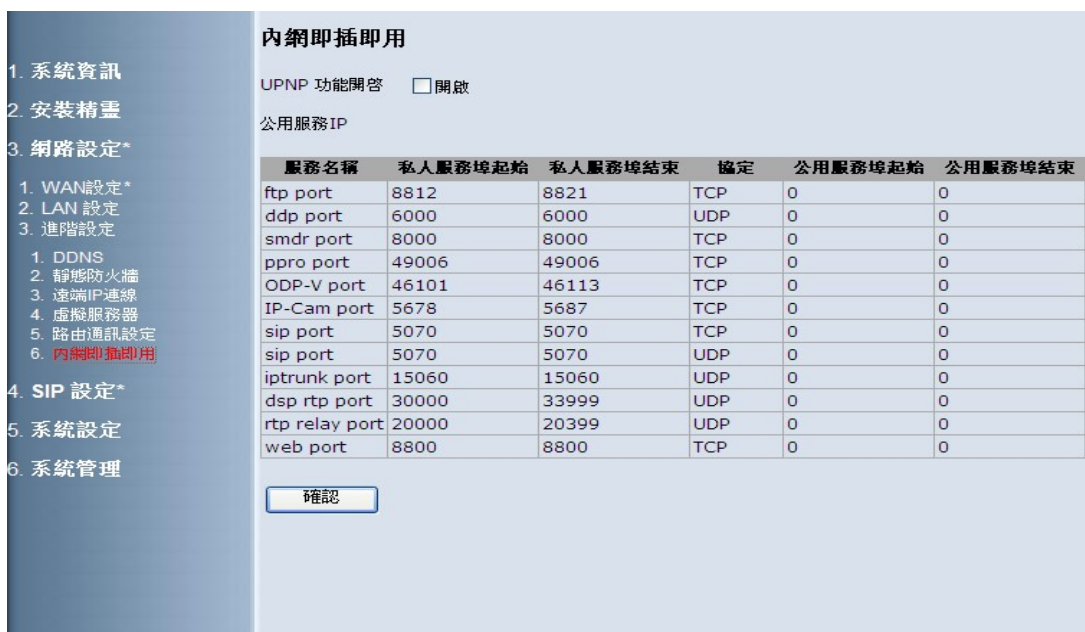 1. 系統資訊
2. 安裝精靈
3. 網路設定*
1. WAN設定*
2. LAN 設定
3. 進階設定
1. DDNS
2. 靜態防火牆
3. 遠端IP連線
4. 虛擬服務器
5. 路由通訊設定
6. 內網即插即用
4. SIP 設定*
5. 系統設定
6. 系統管理
內網即插即用
UPNP 功能開啓 開啟
公用服務IP
服務名稱 私人服務埠起始 私人服務埠結束 協定 公用服務埠起始 公用服務埠結束
ftp port 8812 8821 TCP 0 0
ddp port 6000 6000 UDP 0 0
smdr port 8000 8000 TCP 0 0
ppro port 49006 49006 TCP 0 0
ODP-V port 46101 46113 TCP 0 0
IP-Cam port 5678 5687 TCP 0 0
sip port 5070 5070 TCP 0 0
sip port 5070 5070 UDP 0 0
iptrunk port 15060 15060 UDP 0 0
dsp rtp port 30000 33999 UDP 0 0
rtp relay port 20000 20399 UDP 0 0
web port 8800 8800 TCP 0 0
確認